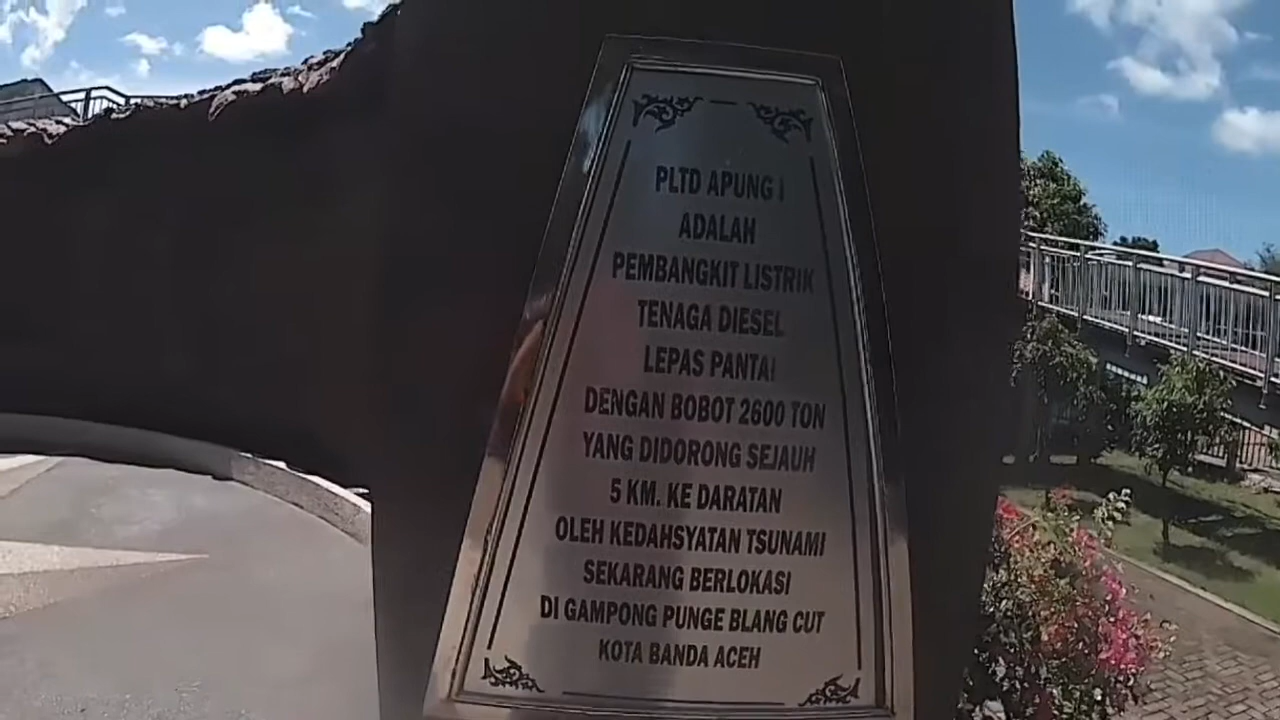 PLTD APUNG I
ADALAH
PEMBANGKIT LISTRIK
TENAGA DIESEL
LEPAS PANTAI
DENGAN BOBOT 2600 TON
YANG DIDORONG SEJAUH
5 KM. KE DARATAN
OLEH KEDAHSYATAN TSUNAMI
SEKARANG BERLOKASI
DI GAMPONG PUNGE BLANG CUT
KOTA BANDA ACEH